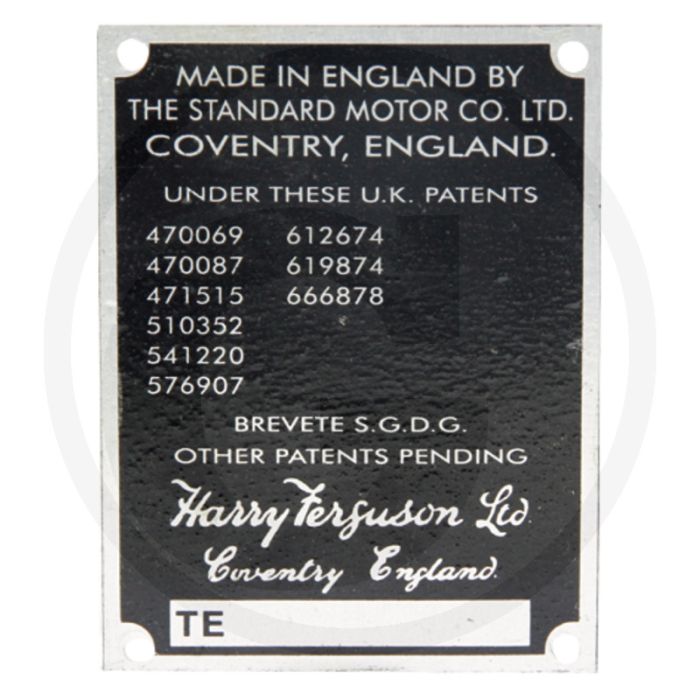 MADE IN ENGLAND BY
THE STANDARD MOTOR CO. LTD.
COVENTRY, ENGLAND.
UNDER THESE U.K. PATENTS
470069 612674
470087 619874
471515 666878
510352
541220
576907
BREVETE S.G.D.G.
OTHER PATENTS PENDING
Harry Ferguson Ltd
Coventry England.
TE